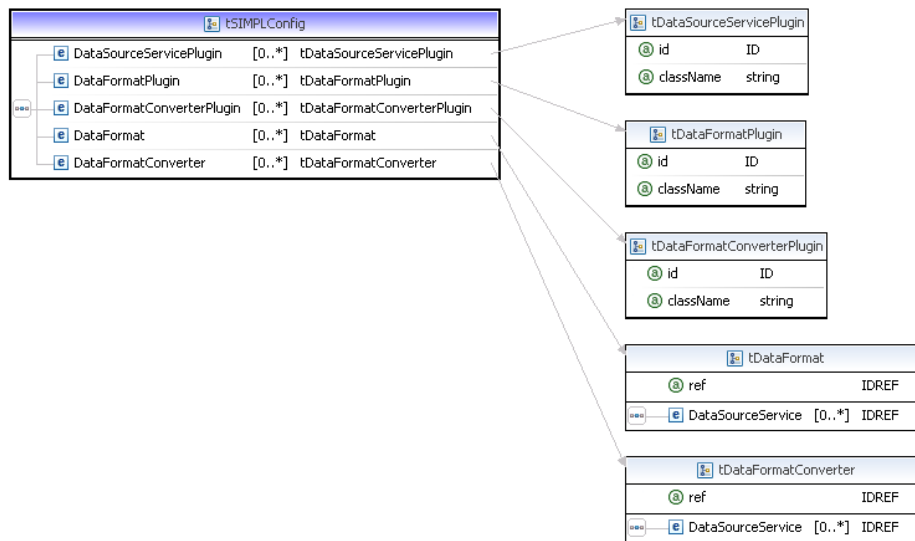 tSIMPLConfig
DataSourceServicePlugin [0..*] tDataSourceServicePlugin
DataFormatPlugin [0..*] tDataFormatPlugin
DataFormatConverterPlugin [0..*] tDataFormatConverterPlugin
DataFormat [0..*] tDataFormat
DataFormatConverter [0..*] tDataFormatConverter
tDataSourceServicePlugin
a id ID
a className string
tDataFormatPlugin
a id ID
a className string
tDataFormatConverterPlugin
a id ID
a className string
tDataFormat
a ref IDREF
e DataSourceService [0..*] IDREF
tDataFormatConverter
a ref IDREF
e DataSourceService [0..*] IDREF